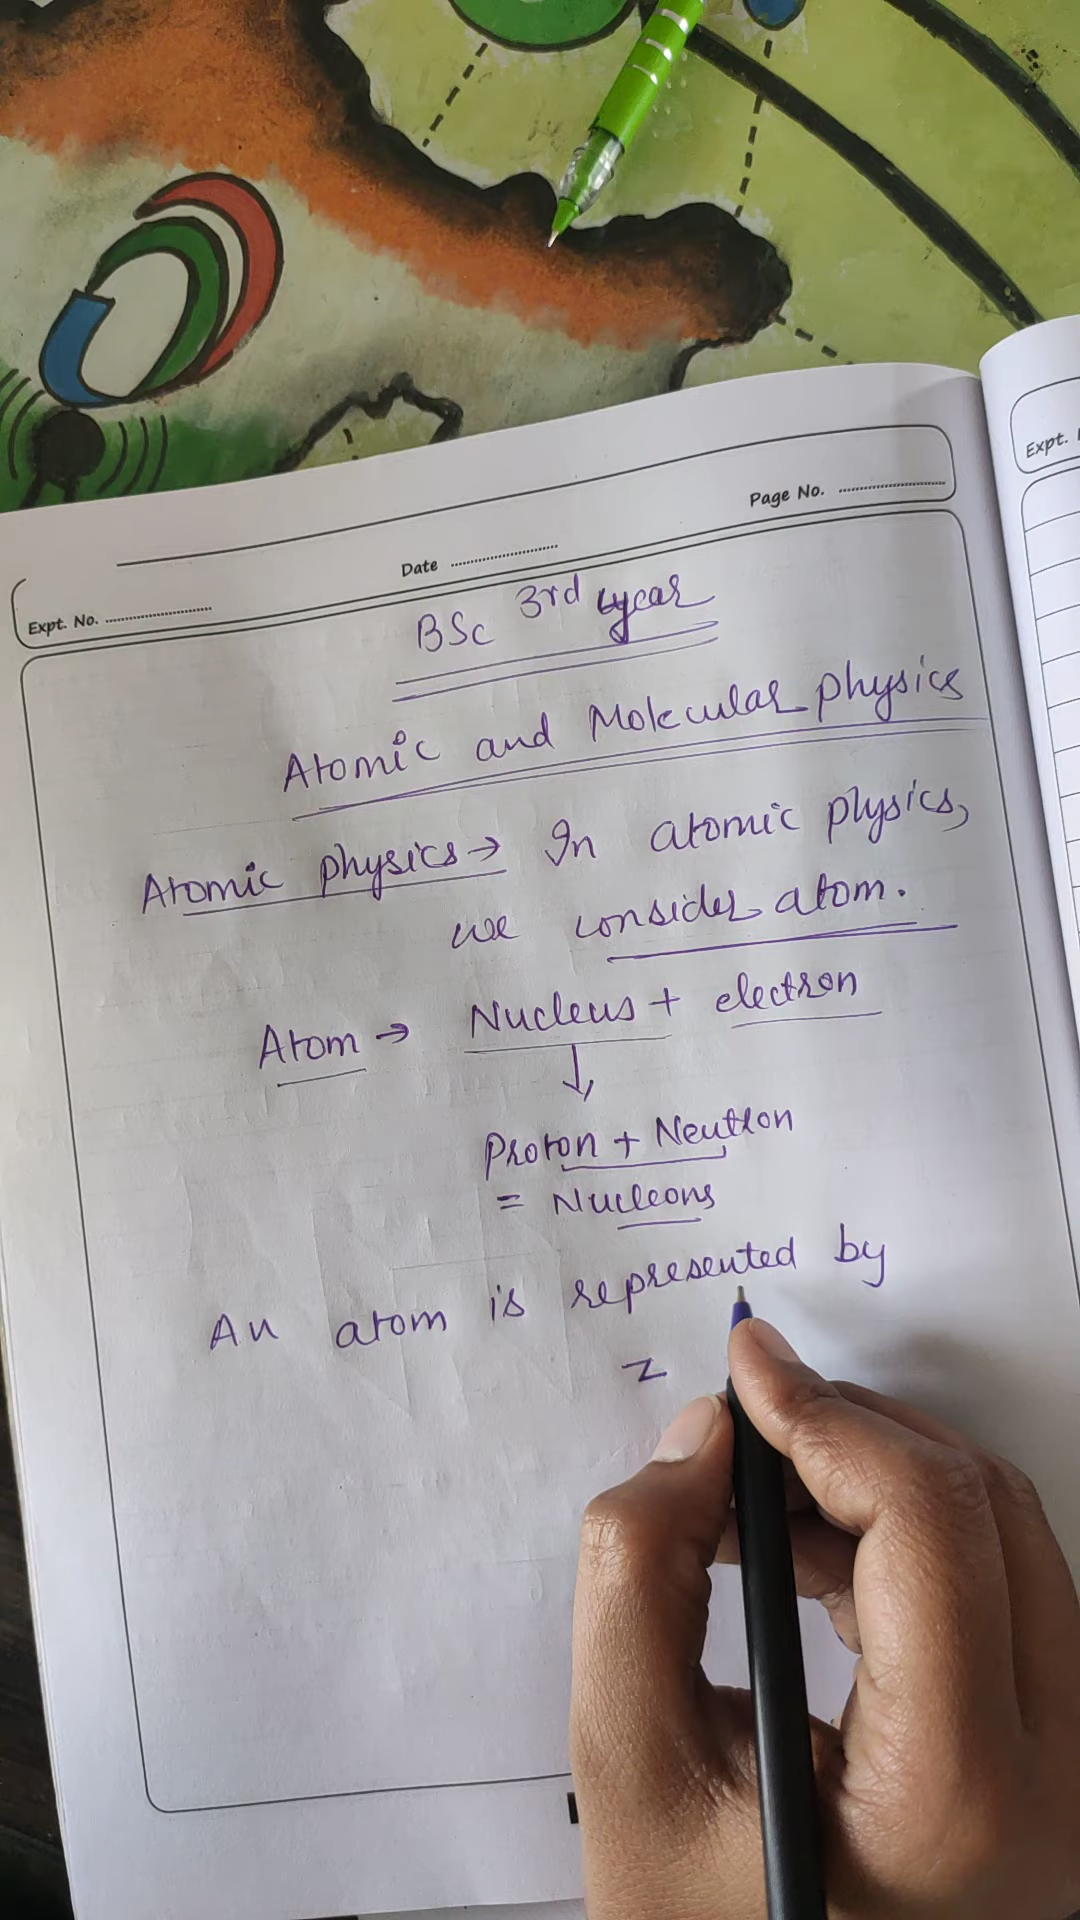 Page No.
Date
Expt. No.
Expt.
BSc 3rd year
Atomic and Molecular physics
Atomic physics → In atomic physics,
we consider atom.
Atom → Nucleus + electron
↓
Proton + Neutron
= Nucleons
An atom is represented by
Z